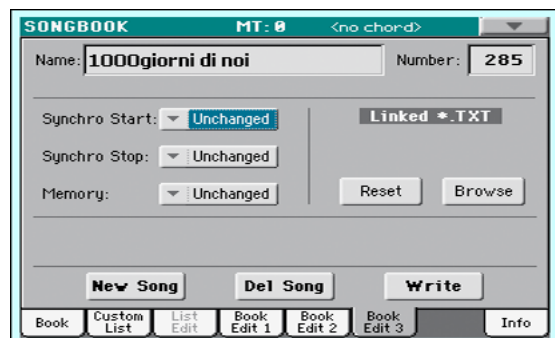 SONGBOOK MT: 0 <no chord>
Name: 1000giorni di noi Number: 285
Synchro Start: Unchanged Linked *.TXT
Synchro Stop: Unchanged
Memory: Unchanged Reset Browse
New Song Del Song Write
Book Custom List List Edit Book Edit 1 Book Edit 2 Book Edit 3 Info